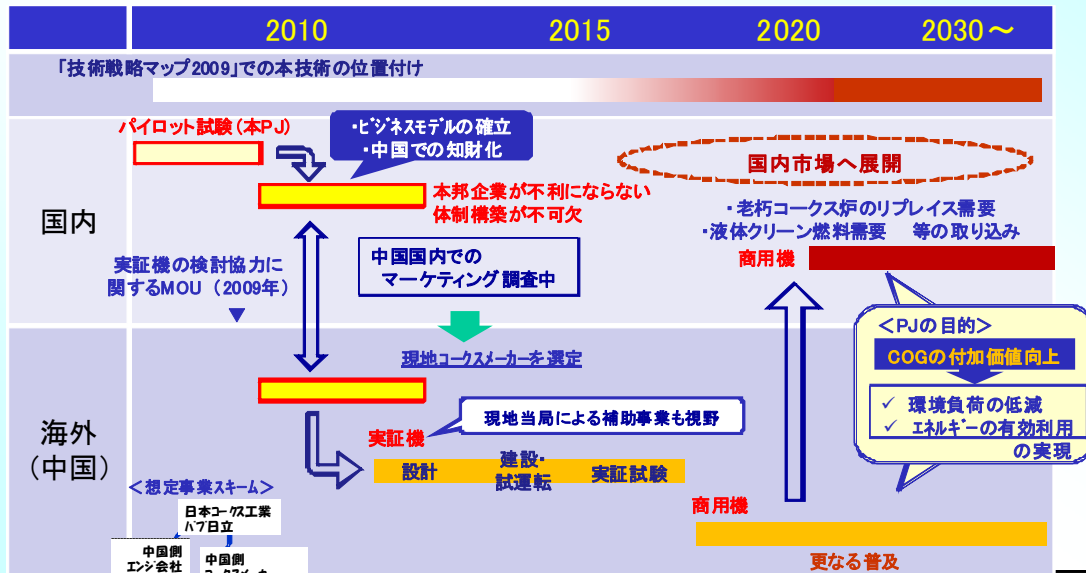 2010
2015
2020
2030～
「技術戦略マップ2009」での本技術の位置付け
パイロット試験(本PJ)
・ビジネスモデルの確立
・中国での知財化
国内市場へ展開
国内
本邦企業が不利にならない
体制構築が不可欠
・老朽コークス炉のリプレイス需要
・液体クリーン燃料需要　等の取り込み
商用機
中国国内での
マーケティング調査中
実証機の検討協力に
関するMOU（2009年）
＜PJの目的＞
COGの付加価値向上
✓ 環境負荷の低減
✓ エネルギーの有効利用
の実現
現地コークスメーカーを選定
海外
（中国）
現地当局による補助事業も視野
実証機
設計
建設・
試運転
実証試験
＜想定事業スキーム＞
日本コークス工業
バブ日立
商用機
中国側
エンジ会社
中国側
更なる普及